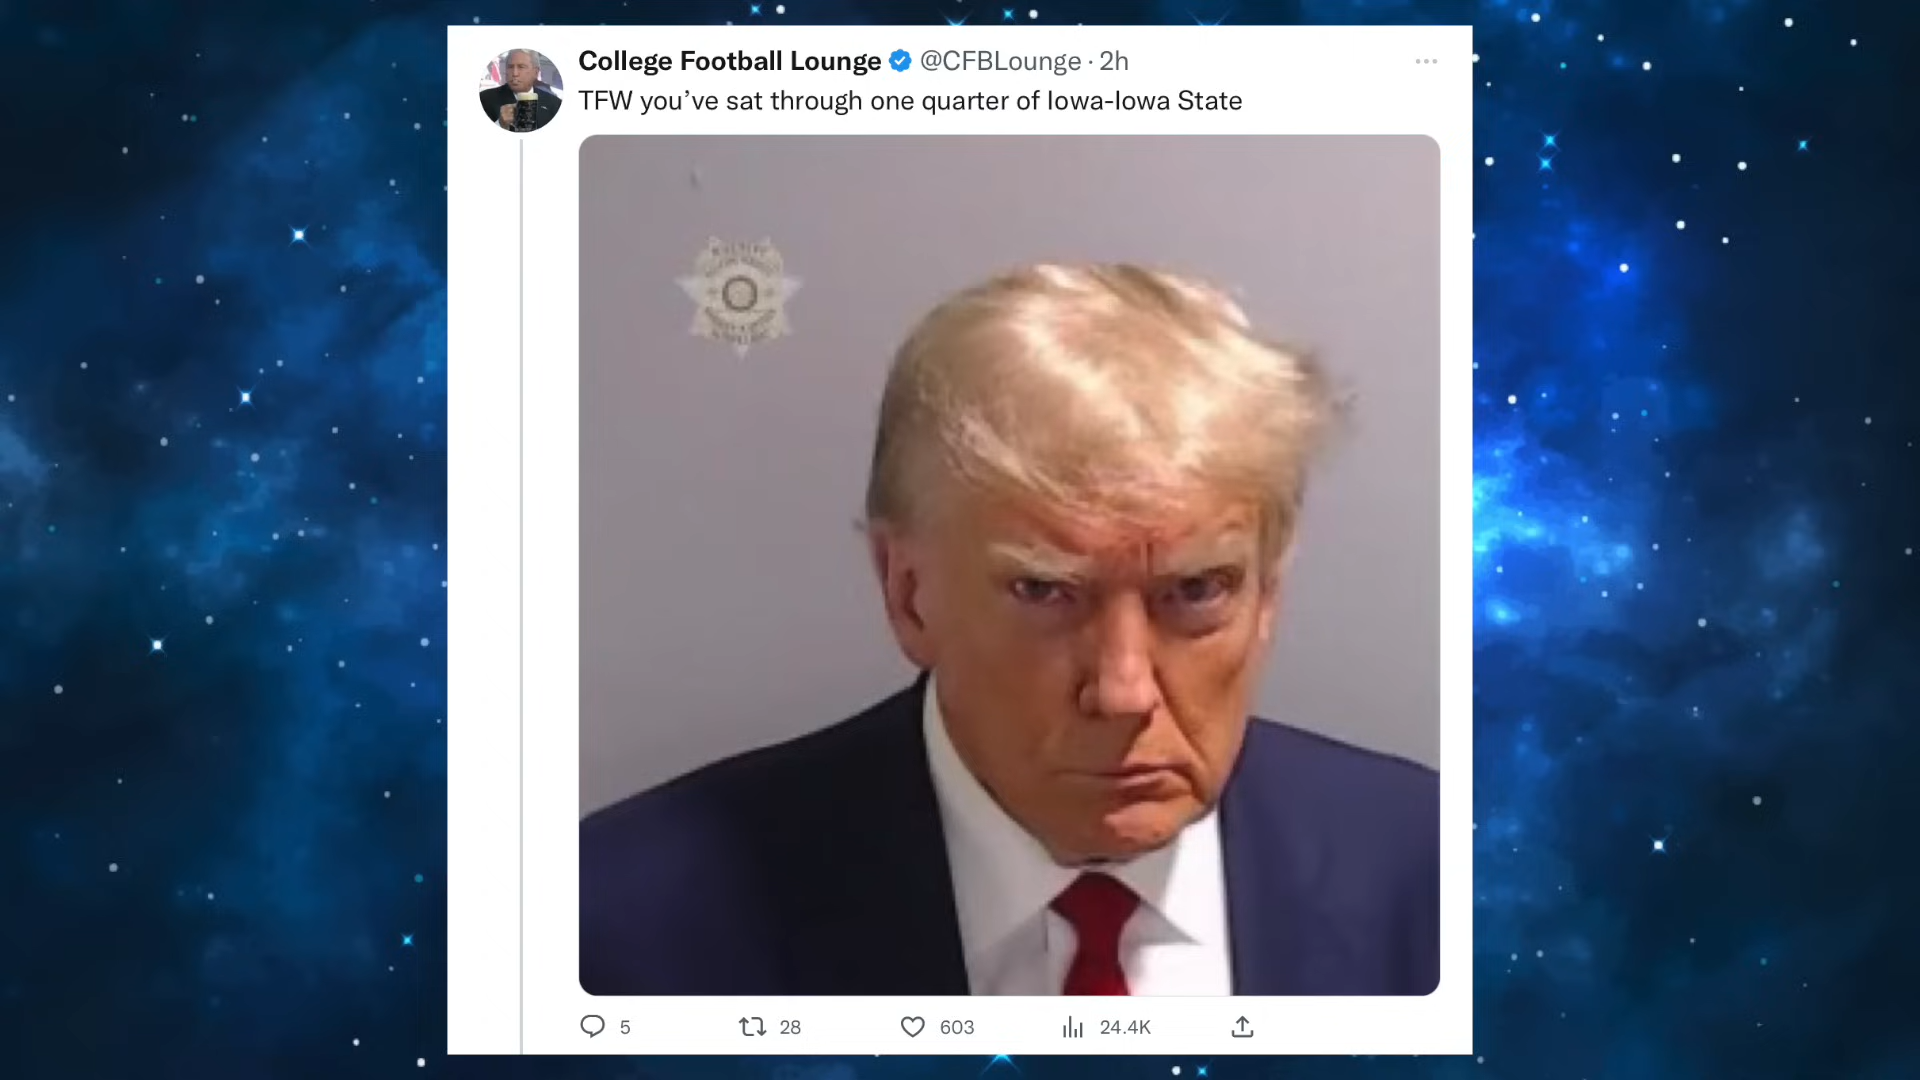 College Football Lounge @CFBLounge · 2h
TFW you’ve sat through one quarter of Iowa-Iowa State
5 28 603 24.4K